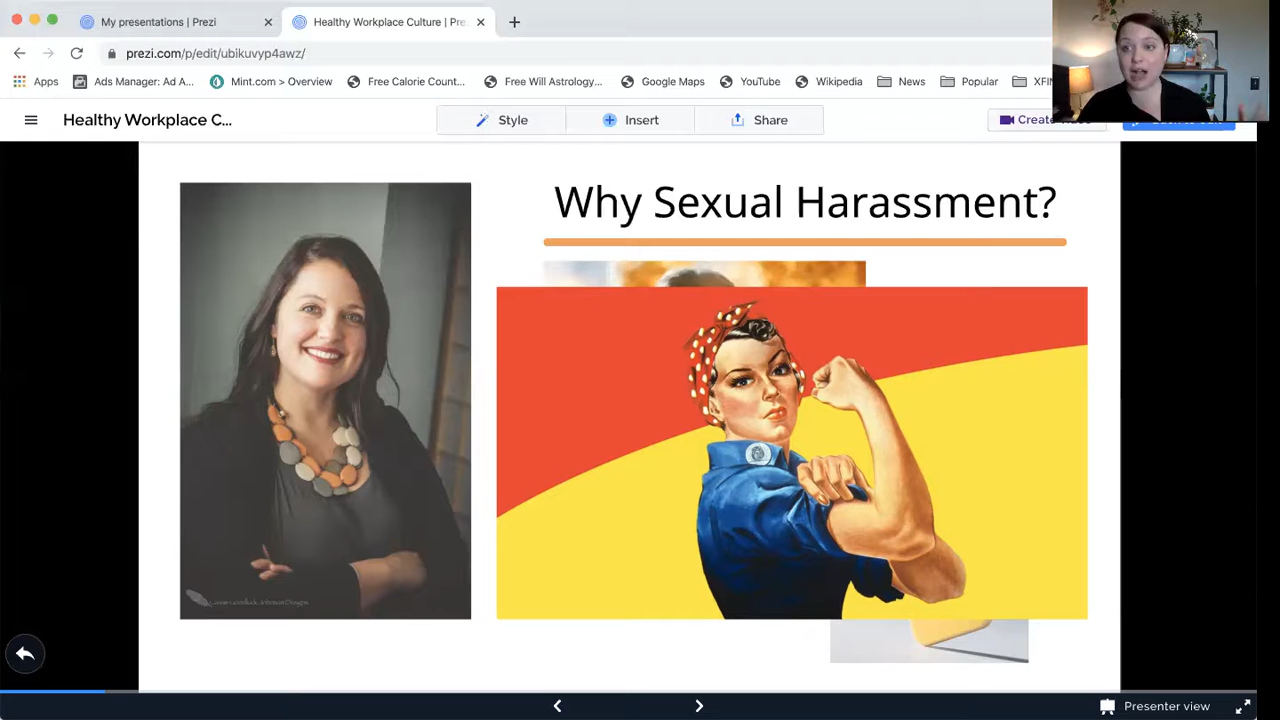 My presentations | Prezi
Healthy Workplace Culture | Pre
prezi.com/p/edit/ubikuvyp4awz/
Apps
Ads Manager: Ad A...
Mint.com > Overview
Free Calorie Count...
Free Will Astrology...
Google Maps
YouTube
Wikipedia
News
Popular
XFIN
Healthy Workplace C...
Style
Insert
Share
Why Sexual Harassment?
Presenter view